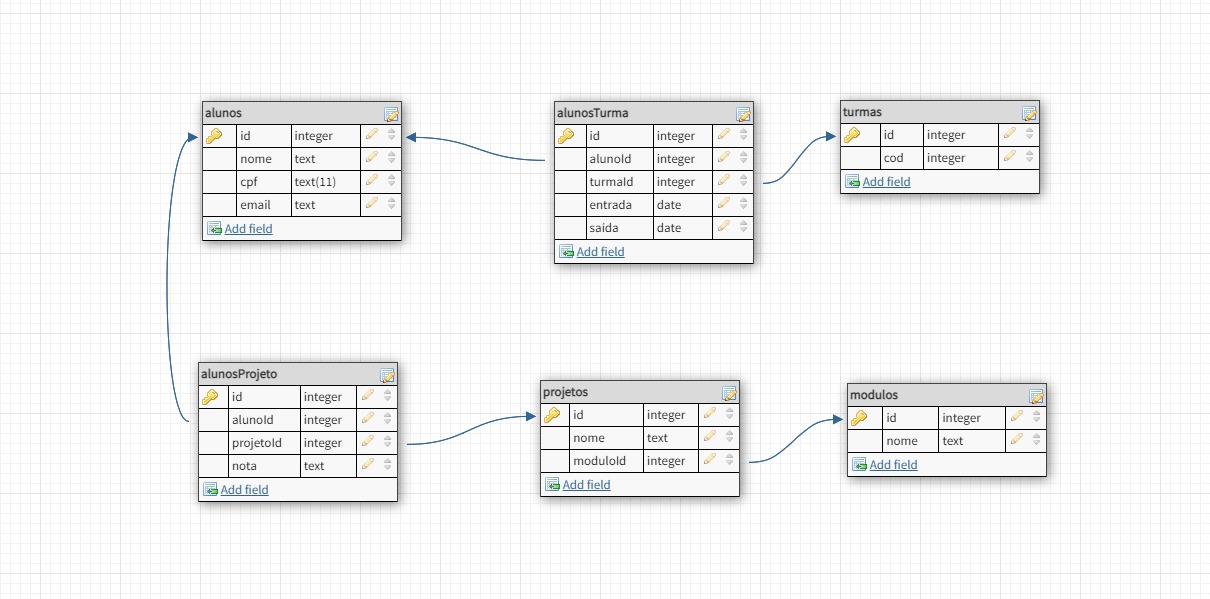 alunos
id integer
nome text
cpf text(11)
email text
Add field
alunosTurma
id integer
alunoId integer
turmaId integer
entrada date
saída date
Add field
turmas
id integer
cod integer
Add field
alunosProjeto
id integer
alunoId integer
projetoId integer
nota text
Add field
projetos
id integer
nome text
moduloId integer
Add field
modulos
id integer
nome text
Add field